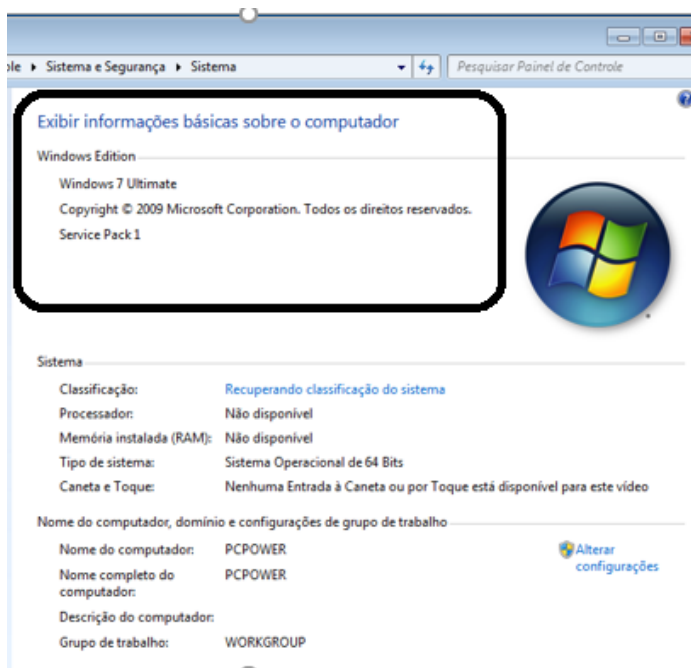 ole ▸ Sistema e Segurança ▸ Sistema
Pesquisar Painel de Controle
Exibir informações básicas sobre o computador
Windows Edition
Windows 7 Ultimate
Copyright © 2009 Microsoft Corporation. Todos os direitos reservados.
Service Pack 1
Sistema
Classificação: Recuperando classificação do sistema
Processador: Não disponível
Memória instalada (RAM): Não disponível
Tipo de sistema: Sistema Operacional de 64 Bits
Caneta e Toque: Nenhuma Entrada à Caneta ou por Toque está disponível para este vídeo
Nome do computador, domínio e configurações de grupo de trabalho
Nome do computador: PCPOWER
Alterar
configurações
Nome completo do
computador: PCPOWER
Descrição do computador:
Grupo de trabalho: WORKGROUP